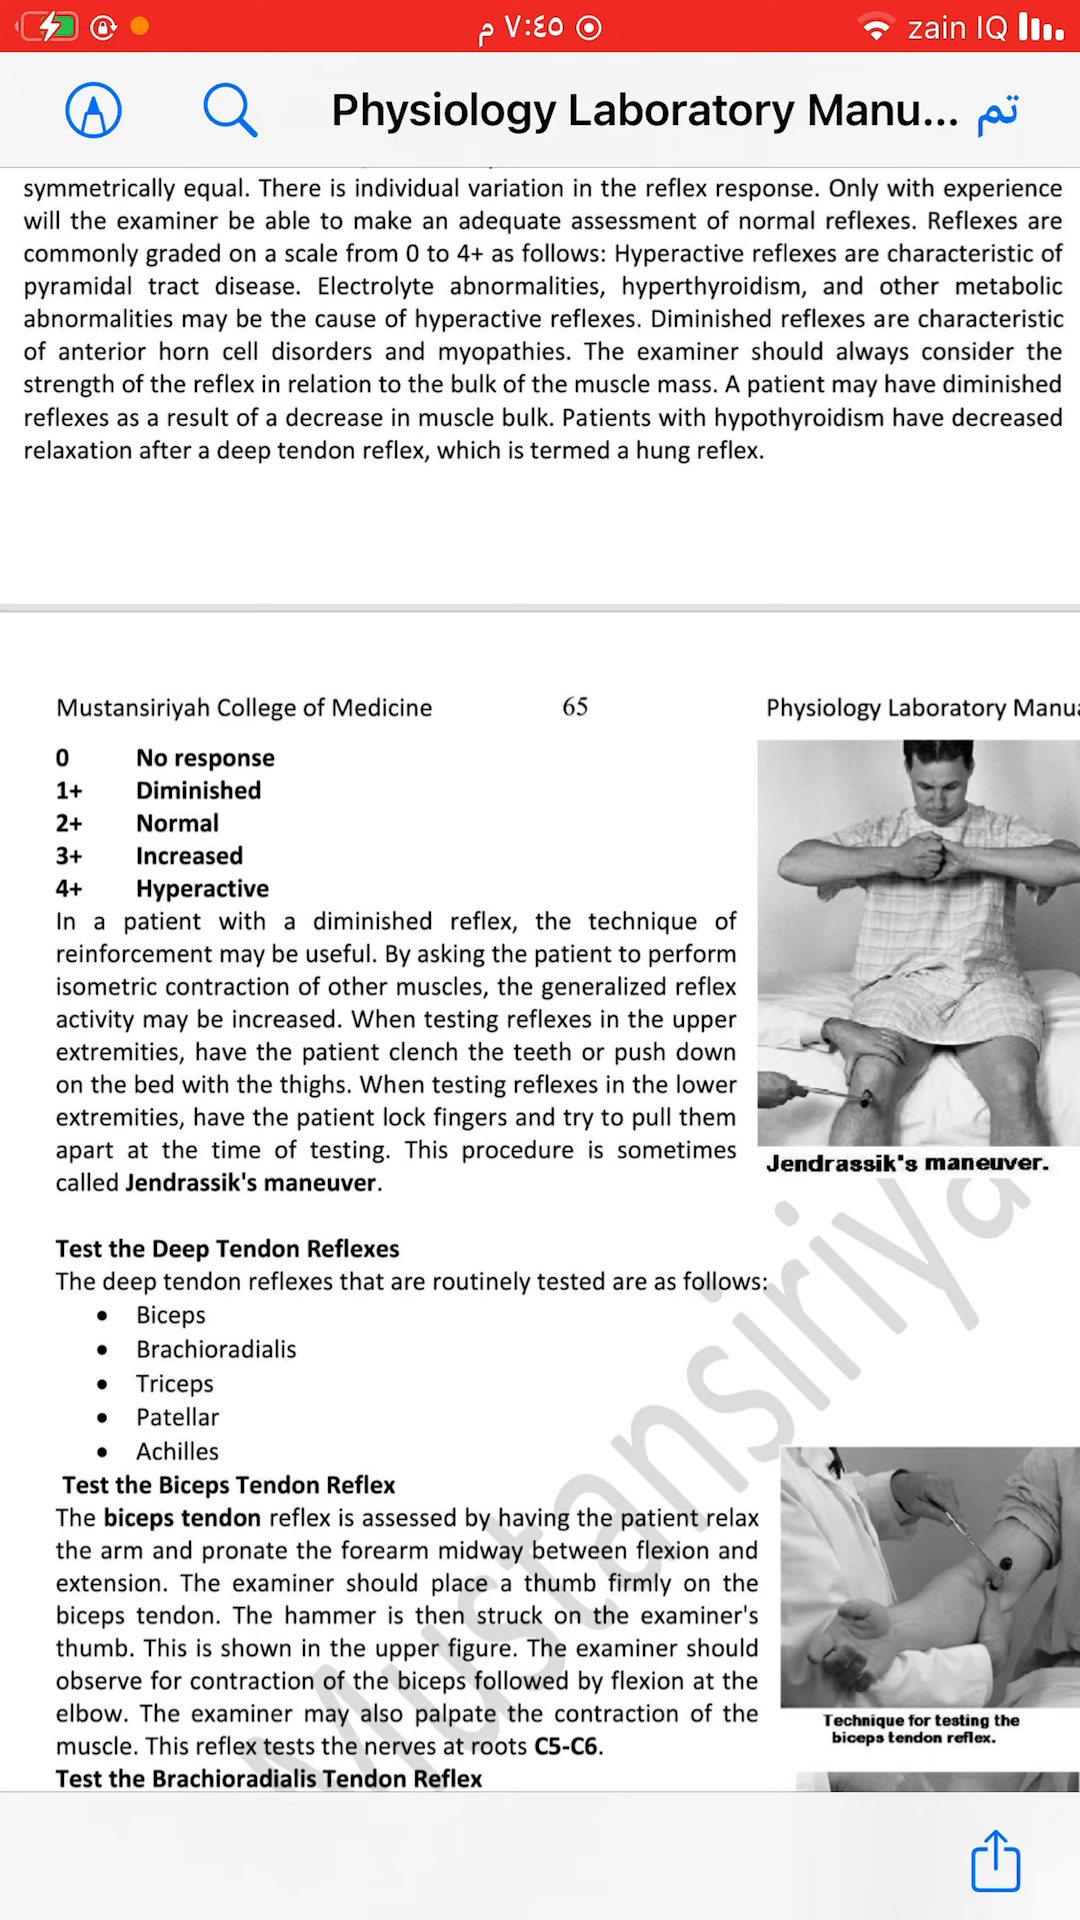 ٧:٤٥ م
zain IQ
Physiology Laboratory Manu...
تم
symmetrically equal. There is individual variation in the reflex response. Only with experience
will the examiner be able to make an adequate assessment of normal reflexes. Reflexes are
commonly graded on a scale from 0 to 4+ as follows: Hyperactive reflexes are characteristic of
pyramidal tract disease. Electrolyte abnormalities, hyperthyroidism, and other metabolic
abnormalities may be the cause of hyperactive reflexes. Diminished reflexes are characteristic
of anterior horn cell disorders and myopathies. The examiner should always consider the
strength of the reflex in relation to the bulk of the muscle mass. A patient may have diminished
reflexes as a result of a decrease in muscle bulk. Patients with hypothyroidism have decreased
relaxation after a deep tendon reflex, which is termed a hung reflex.
Mustansiriyah College of Medicine 65 Physiology Laboratory Manua
0 No response
1+ Diminished
2+ Normal
3+ Increased
4+ Hyperactive
In a patient with a diminished reflex, the technique of
reinforcement may be useful. By asking the patient to perform
isometric contraction of other muscles, the generalized reflex
activity may be increased. When testing reflexes in the upper
extremities, have the patient clench the teeth or push down
on the bed with the thighs. When testing reflexes in the lower
extremities, have the patient lock fingers and try to pull them
apart at the time of testing. This procedure is sometimes
called Jendrassik's maneuver.
Jendrassik's maneuver.
Test the Deep Tendon Reflexes
The deep tendon reflexes that are routinely tested are as follows:
• Biceps
• Brachioradialis
• Triceps
• Patellar
• Achilles
Test the Biceps Tendon Reflex
The biceps tendon reflex is assessed by having the patient relax
the arm and pronate the forearm midway between flexion and
extension. The examiner should place a thumb firmly on the
biceps tendon. The hammer is then struck on the examiner's
thumb. This is shown in the upper figure. The examiner should
observe for contraction of the biceps followed by flexion at the
elbow. The examiner may also palpate the contraction of the
muscle. This reflex tests the nerves at roots C5-C6.
Technique for testing the
biceps tendon reflex.
Test the Brachioradialis Tendon Reflex
Mustansiriya